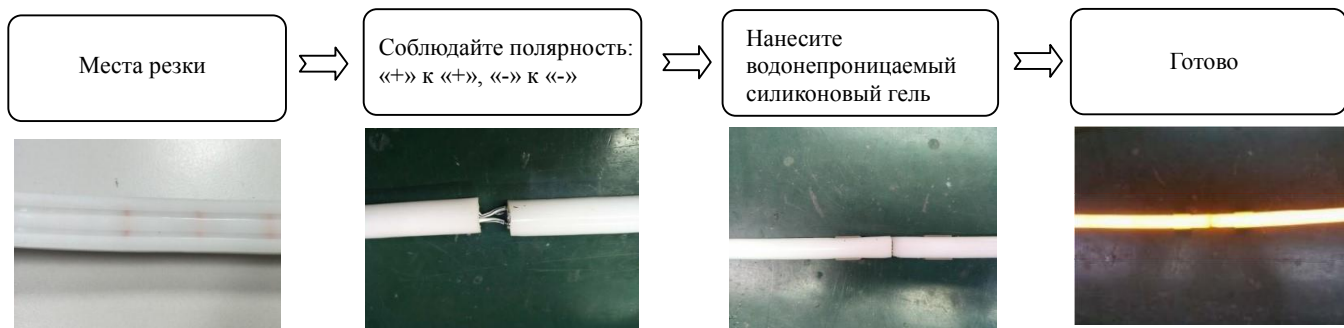 Места резки
Соблюдайте полярность:
«+» к «+», «-» к «-»
Нанесите
водонепроницаемый
силиконовый гель
Готово